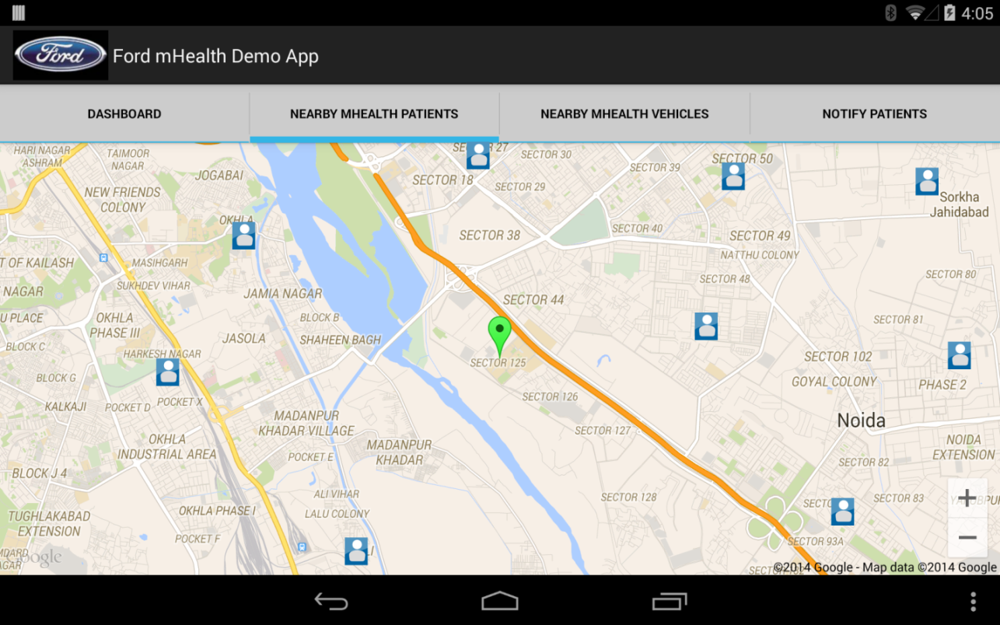 4:05
Ford
Ford mHealth Demo App
DASHBOARD
NEARBY MHEALTH PATIENTS
NEARBY MHEALTH VEHICLES
NOTIFY PATIENTS
HARI NAGAR
ASHRAM
TAIMOOR
NAGAR
JOGABAI
NEW FRIENDS
COLONY
OKHLA
27
SECTOR 30
SECTOR 18
SECTOR 29
SECTOR 39
SECTOR 50
Sorkha
Jahidabad
SECTOR 38
SECTOR 40
SECTOR 49
NATTHU COLONY
T OF KAILASH
MASIHGARH
SUKHDEV VIHAR
NAGAR
JAMIA NAGAR
SECTOR 44
SECTOR 48
SECTOR 80
U PLACE
OKHLA
PHASE III
BLOCK B
BLOCK C
JASOLA
SHAHEEN BAGH
SECTOR 81
HARKESH NAGAR
SECTOR 125
SECTOR 102
BLOCK G
GOYAL COLONY
PHASE 2
KALKAJI
POCKET D
POCKET X
SECTOR 126
MADANPUR
KHADAR VILLAGE
SECTOR 127
Noida
OKHLA
INDUSTRIAL AREA
MADANPUR
KHADAR
POCKET E
NOIDA
EXTENSION
SECTOR 82
BLOCK J 4
ALI VIHAR
SECTOR 128
SECTOR 83
TUGHLAKABAD
EXTENSION
OKHLA PHASE I
LALU COLONY
POCKET F
SECTOR 93A
Google
©2014 Google - Map data ©2014 Google